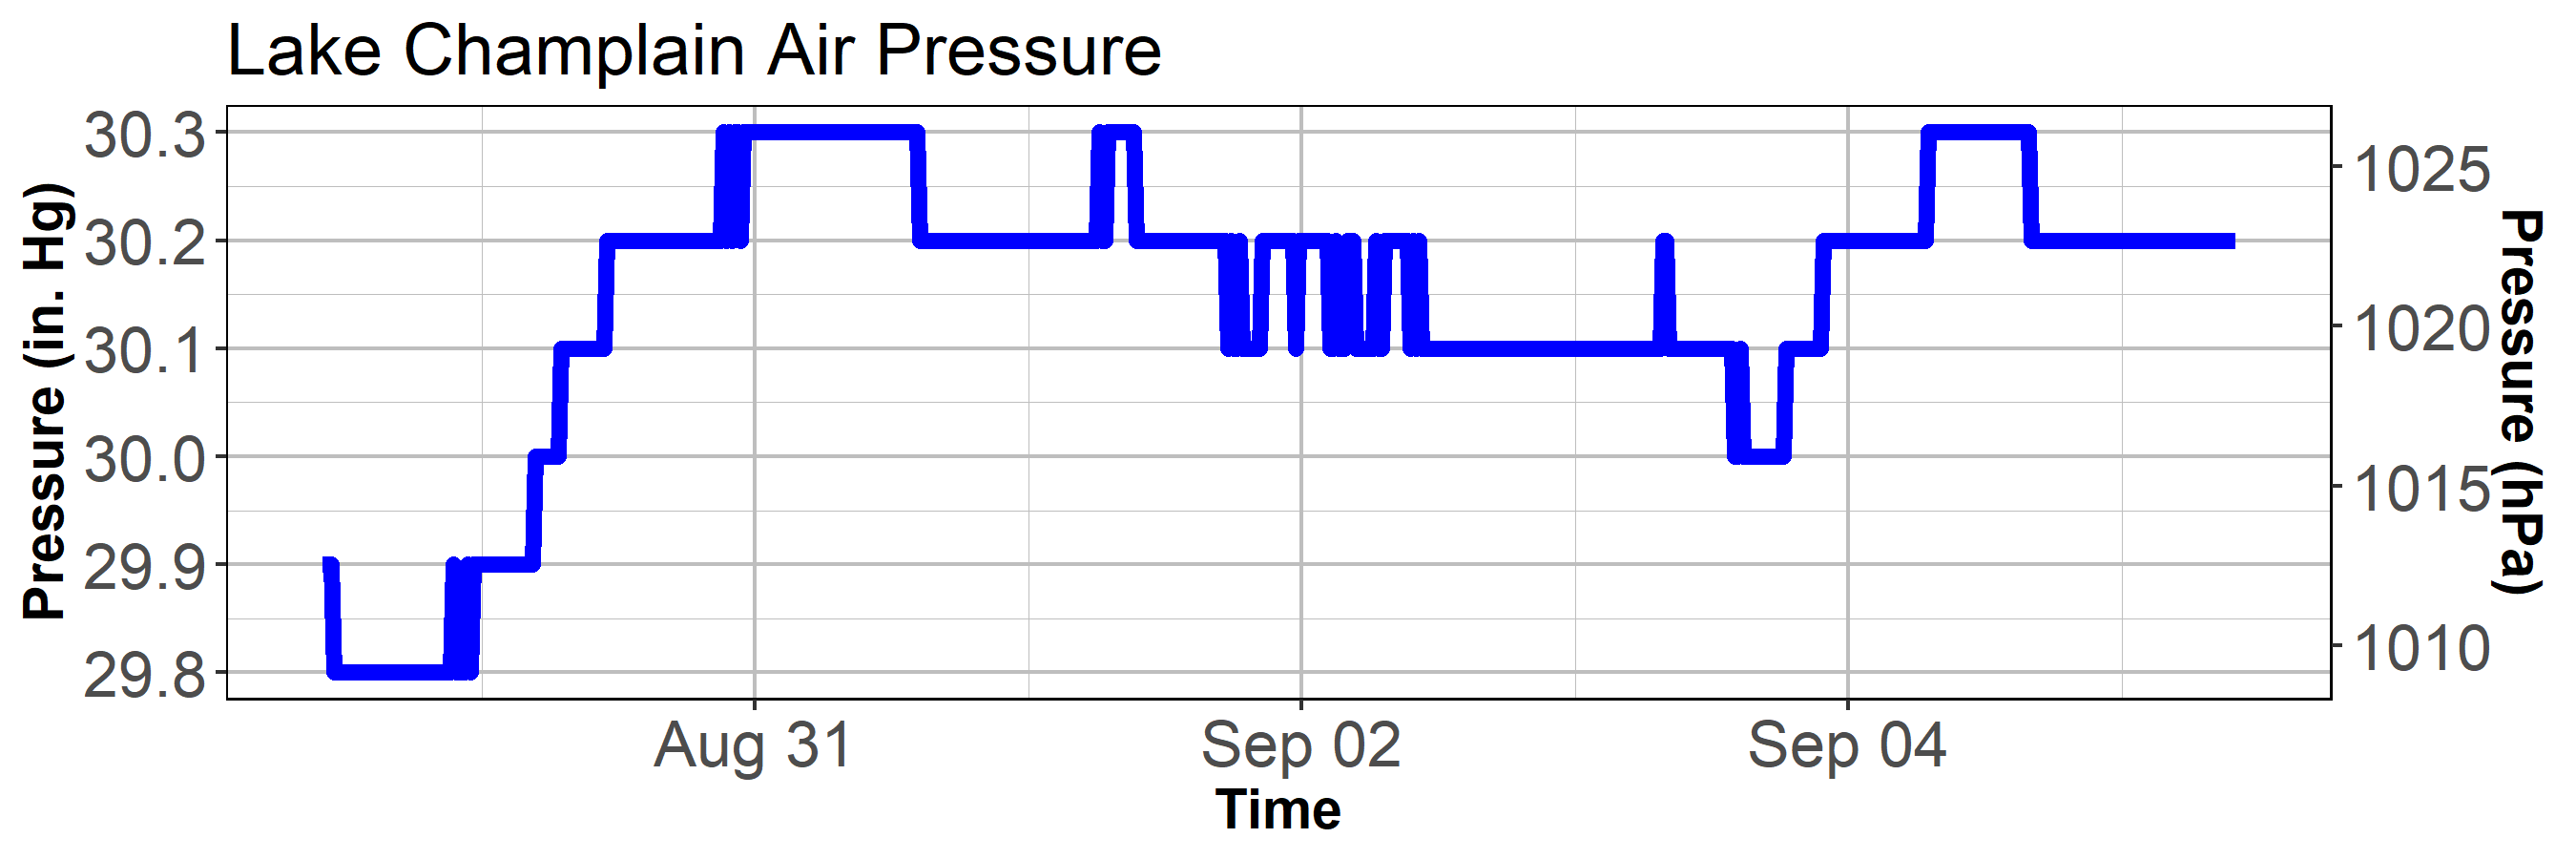 Lake Champlain Air Pressure
Pressure (in. Hg)
30.3
30.2
30.1
30.0
29.9
29.8
1025
1020
1015
1010
Pressure (hPa)
Aug 31
Sep 02
Sep 04
Time